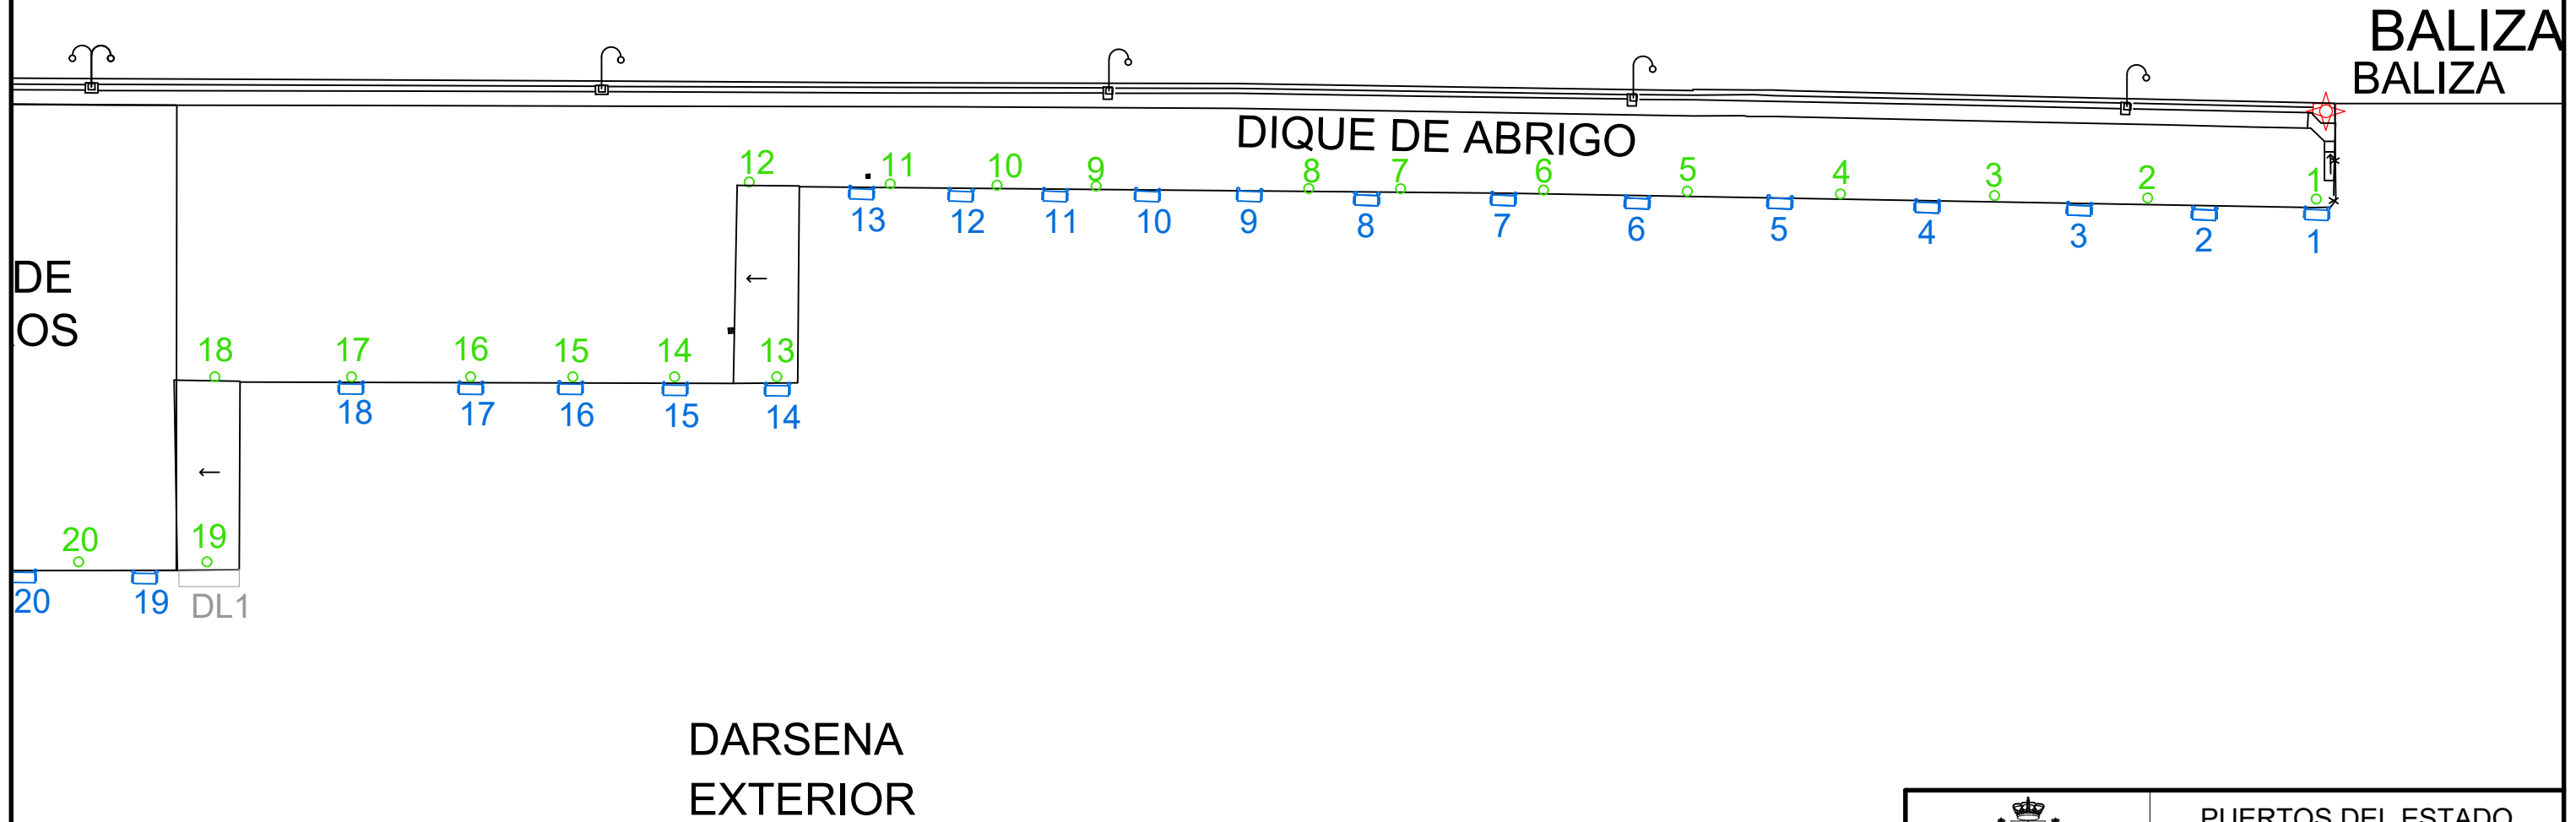 BALIZA
BALIZA
DIQUE DE ABRIGO
12 11 10 9 8 7 6 5 4 3 2 1
13 12 11 10 9 8 7 6 5 4 3 2 1
DE
OS
18 17 16 15 14 13
18 17 16 15 14
20 19
20 19 DL1
DARSENA
EXTERIOR
PUERTOS DEL ESTADO